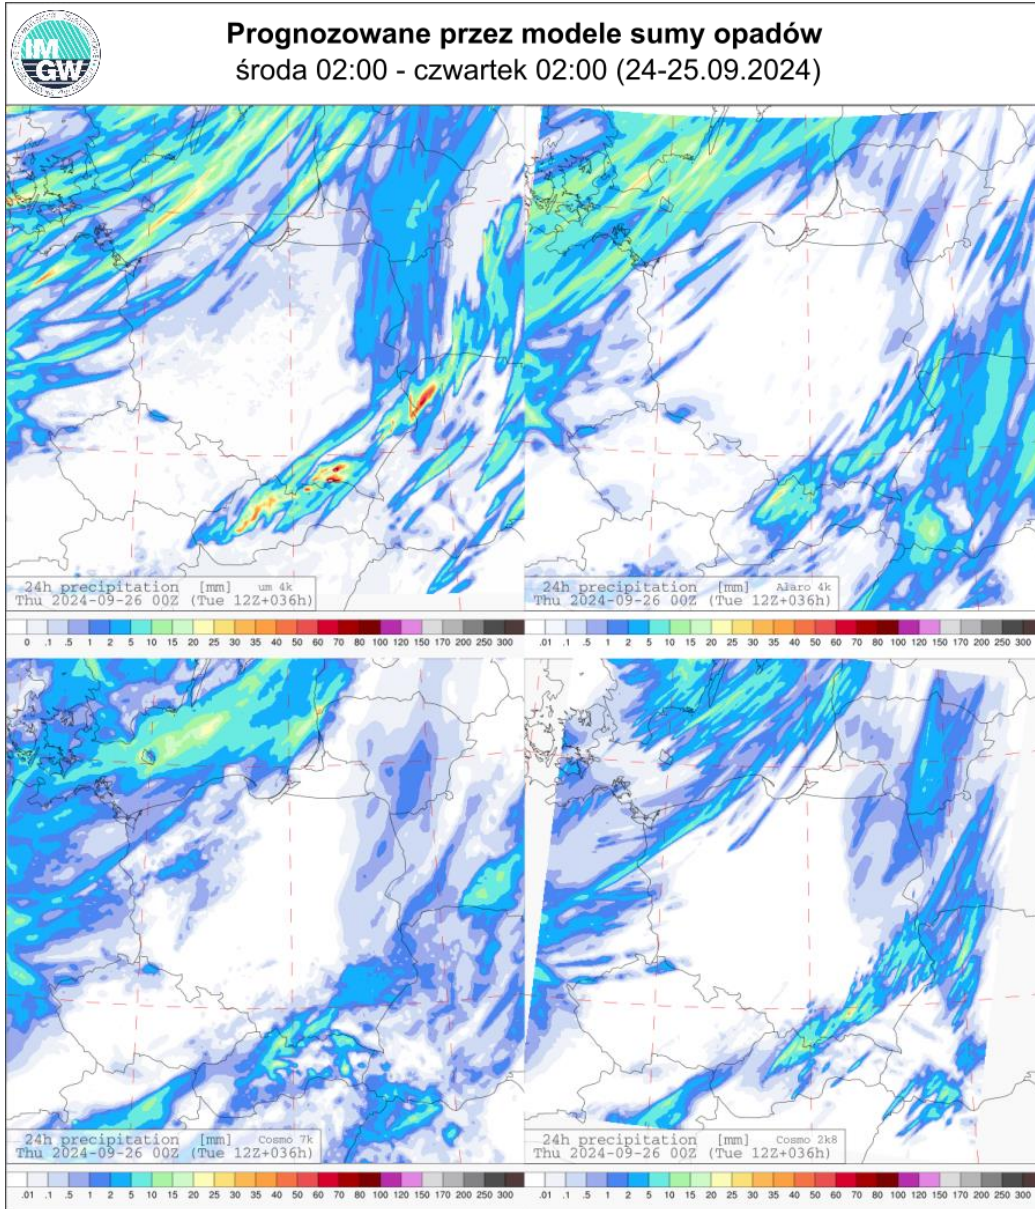 IM
GW
Prognozowane przez modele sumy opadów
środa 02:00 - czwartek 02:00 (24-25.09.2024)
24h precipitation [mm] um 4k
Thu 2024-09-26 00Z (Tue 12Z+036h)
0 .1 .5 1 2 5 10 15 20 25 30 35 40 50 60 70 80 100 120 150 170 200 250 300
24h precipitation [mm] Alaro 4k
Thu 2024-09-26 00Z (Tue 12Z+036h)
.01 .1 .5 1 2 5 10 15 20 25 30 35 40 50 60 70 80 100 120 150 170 200 250 300
24h precipitation [mm] Cosmo 7k
Thu 2024-09-26 00Z (Tue 12Z+036h)
.01 .1 .5 1 2 5 10 15 20 25 30 35 40 50 60 70 80 100 120 150 170 200 250 300
24h precipitation [mm] Cosmo 2k8
Thu 2024-09-26 00Z (Tue 12Z+036h)
.01 .1 .5 1 2 5 10 15 20 25 30 35 40 50 60 70 80 100 120 150 170 200 250 300